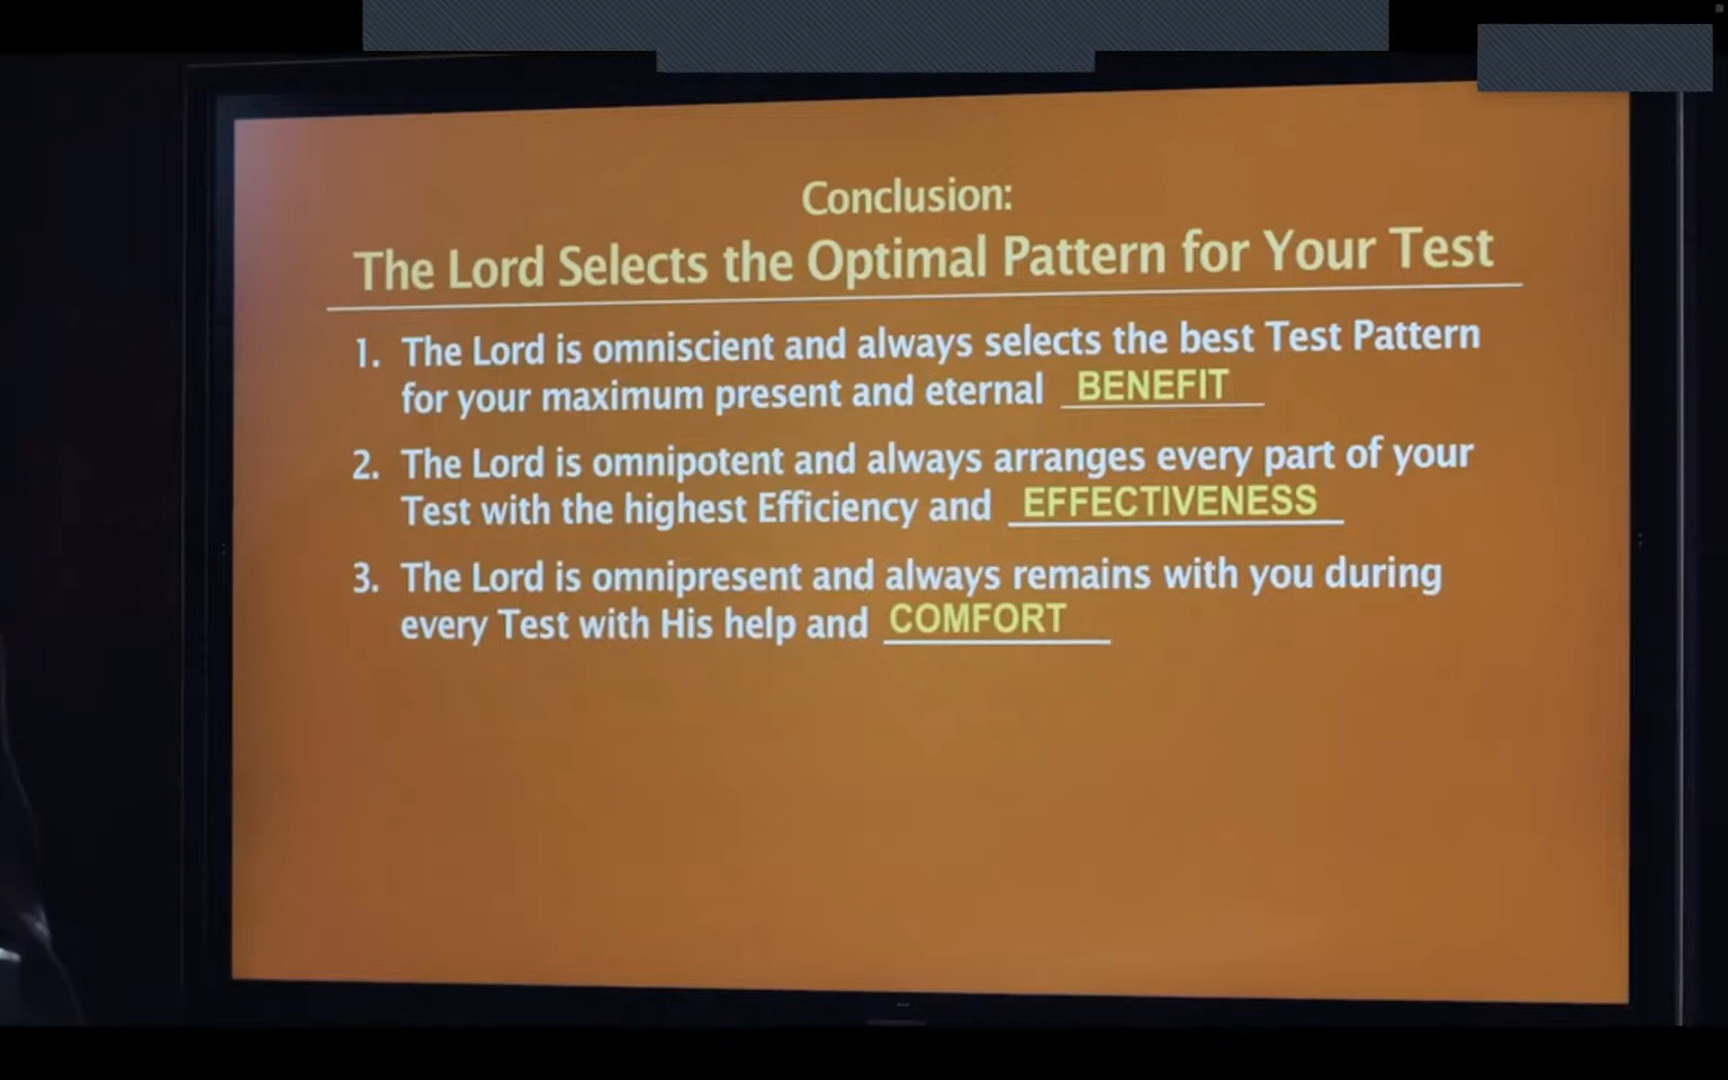 Conclusion:
The Lord Selects the Optimal Pattern for Your Test
1. The Lord is omniscient and always selects the best Test Pattern
for your maximum present and eternal BENEFIT
2. The Lord is omnipotent and always arranges every part of your
Test with the highest Efficiency and EFFECTIVENESS
3. The Lord is omnipresent and always remains with you during
every Test with His help and COMFORT